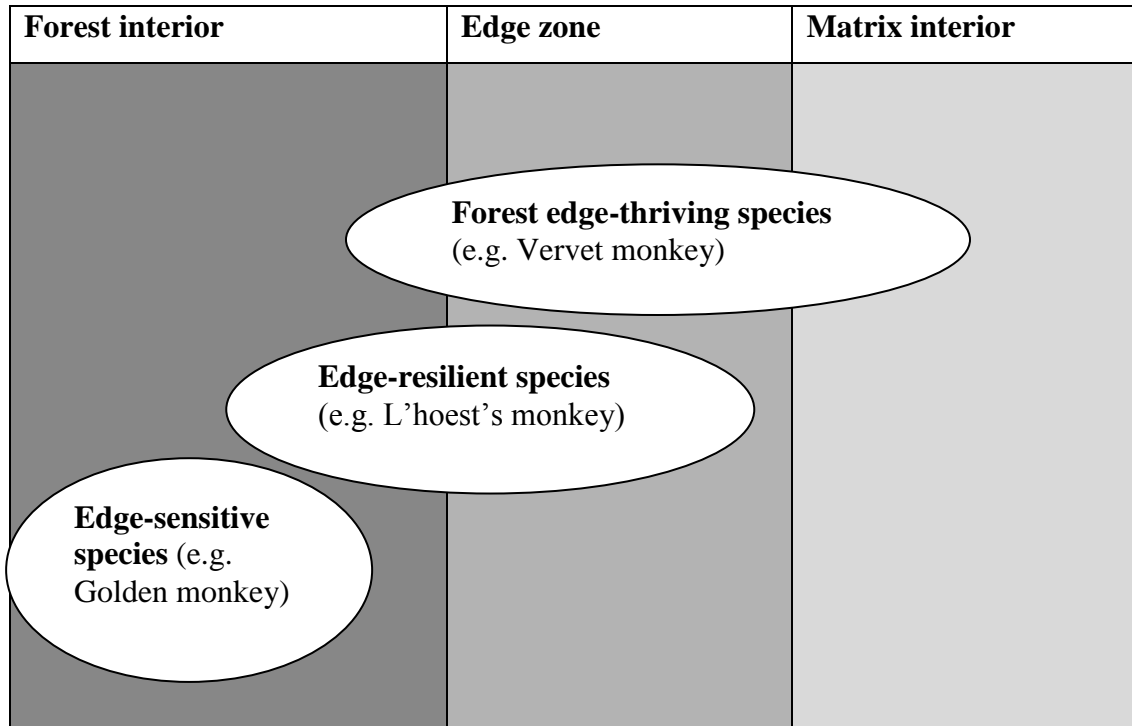 Forest interior
Edge zone
Matrix interior
Forest edge-thriving species
(e.g. Vervet monkey)
Edge-resilient species
(e.g. L’hoest’s monkey)
Edge-sensitive
species (e.g.
Golden monkey)